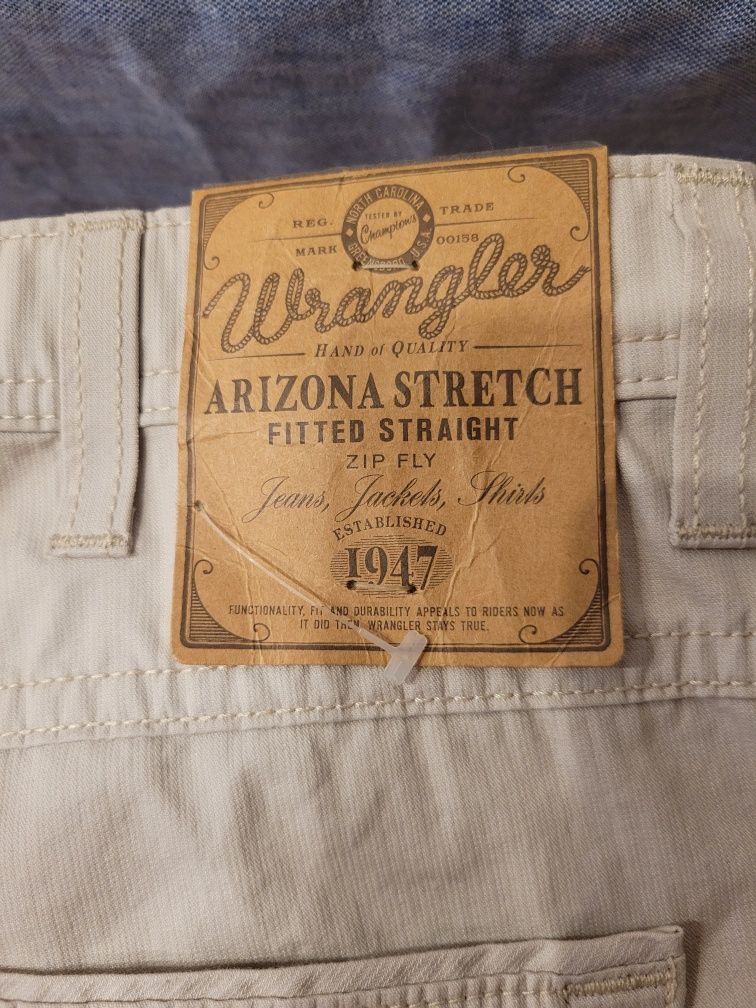 NORTH CAROLINA
TESTED BY
Champions
GREENSBORO U.S.A.
REG. TRADE
MARK 00158
Wrangler
HAND of QUALITY
ARIZONA STRETCH
FITTED STRAIGHT
ZIP FLY
Jeans, Jackets, Shirts
ESTABLISHED
1947
FUNCTIONALITY, FIT AND DURABILITY APPEALS TO RIDERS NOW AS
IT DID THEN, WRANGLER STAYS TRUE.